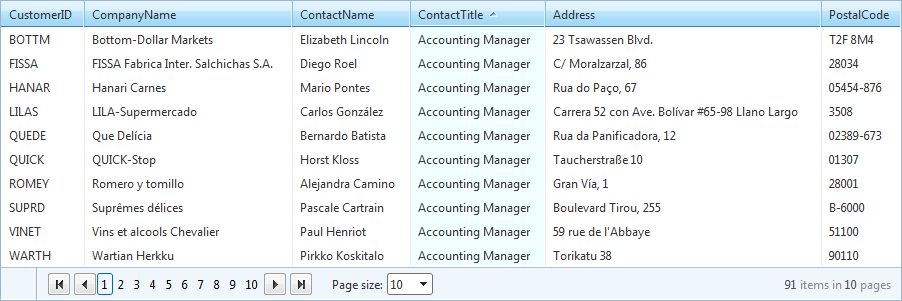 CustomerID CompanyName ContactName ContactTitle Address PostalCode
BOTTM Bottom-Dollar Markets Elizabeth Lincoln Accounting Manager 23 Tsawassen Blvd. T2F 8M4
FISSA FISSA Fabrica Inter. Salchichas S.A. Diego Roel Accounting Manager C/ Moralzarzal, 86 28034
HANAR Hanari Carnes Mario Pontes Accounting Manager Rua do Paço, 67 05454-876
LILAS LILA-Supermercado Carlos González Accounting Manager Carrera 52 con Ave. Bolívar #65-98 Llano Largo 3508
QUEDE Que Delícia Bernardo Batista Accounting Manager Rua da Panificadora, 12 02389-673
QUICK QUICK-Stop Horst Kloss Accounting Manager Taucherstraße 10 01307
ROMEY Romero y tomillo Alejandra Camino Accounting Manager Gran Vía, 1 28001
SUPRD Suprêmes délices Pascale Cartrain Accounting Manager Boulevard Tirou, 255 B-6000
VINET Vins et alcools Chevalier Paul Henriot Accounting Manager 59 rue de l'Abbaye 51100
WARTH Wartian Herkku Pirkko Koskitalo Accounting Manager Torikatu 38 90110
1 2 3 4 5 6 7 8 9 10 Page size: 10 91 items in 10 pages